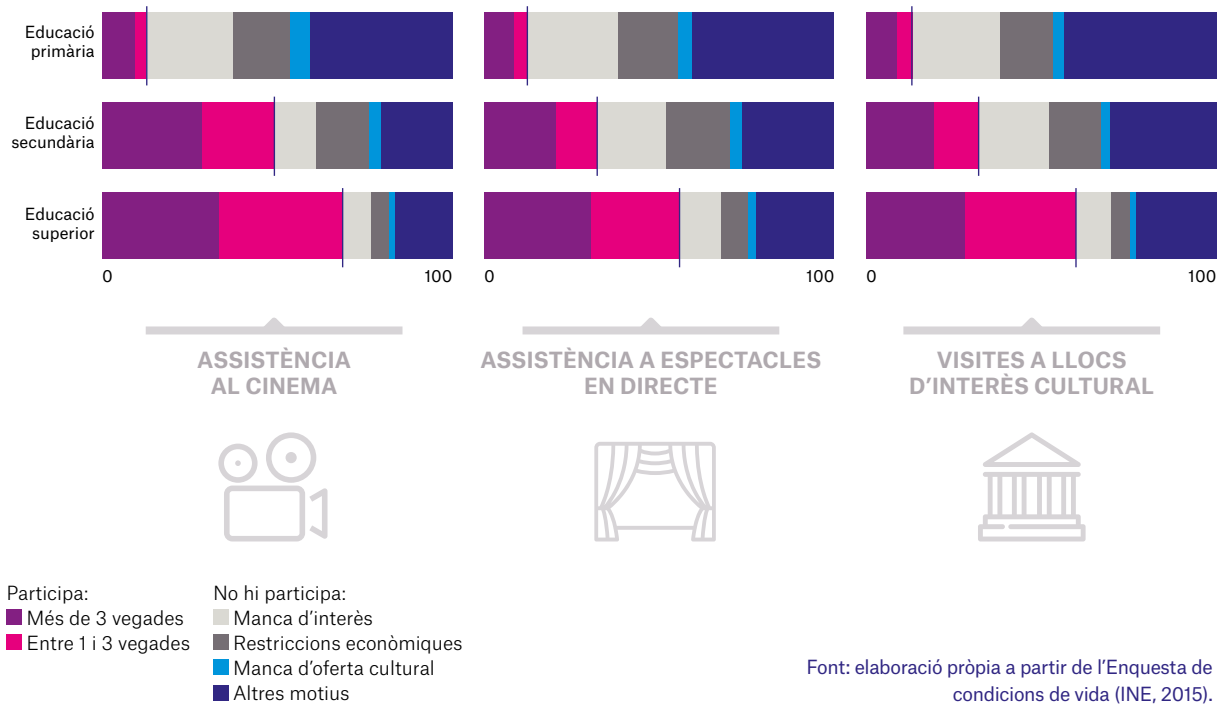 Educació
primària
Educació
secundària
Educació
superior
0
100
0
100
0
100
ASSISTÈNCIA
AL CINEMA
ASSISTÈNCIA A ESPECTACLES
EN DIRECTE
VISITES A LLOCS
D’INTERÈS CULTURAL
Participa:
Més de 3 vegades
Entre 1 i 3 vegades
No hi participa:
Manca d’interès
Restriccions econòmiques
Manca d’oferta cultural
Altres motius
Font: elaboració pròpia a partir de l’Enquesta de
condicions de vida (INE, 2015).